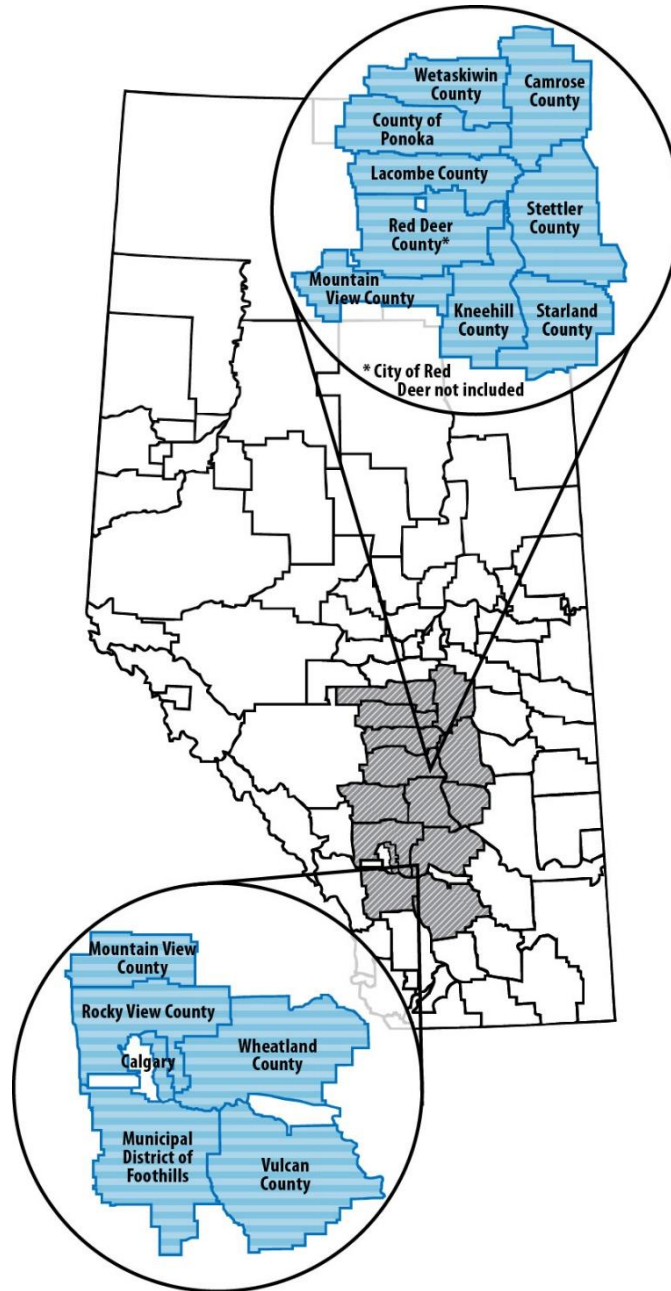 Wetaskiwin
County
Camrose
County
County of
Ponoka
Lacombe County
Stettler
County
Red Deer
County*
Mountain
View County
Kneehill
County
Starland
County
* City of Red
Deer not included
Mountain View
County
Rocky View County
Calgary
Wheatland
County
Municipal
District of
Foothills
Vulcan
County